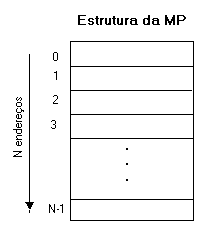 Estrutura da MP
0
1
2
3
N endereços
.
.
.
N-1